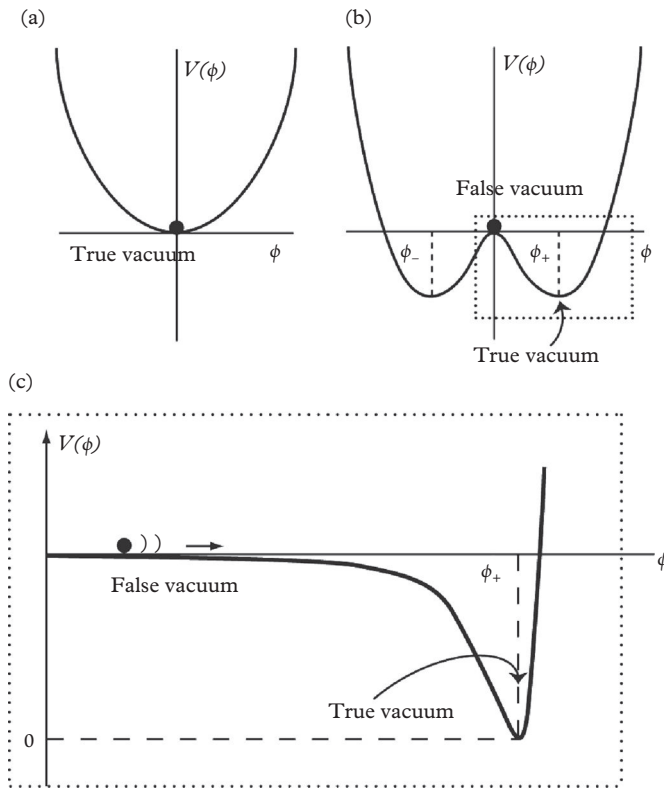 (a)
V(ϕ)
True vacuum
ϕ
(b)
V(ϕ)
False vacuum
ϕ₋
ϕ₊
ϕ
True vacuum
(c)
V(ϕ)
ϕ
False vacuum
ϕ₊
True vacuum
0